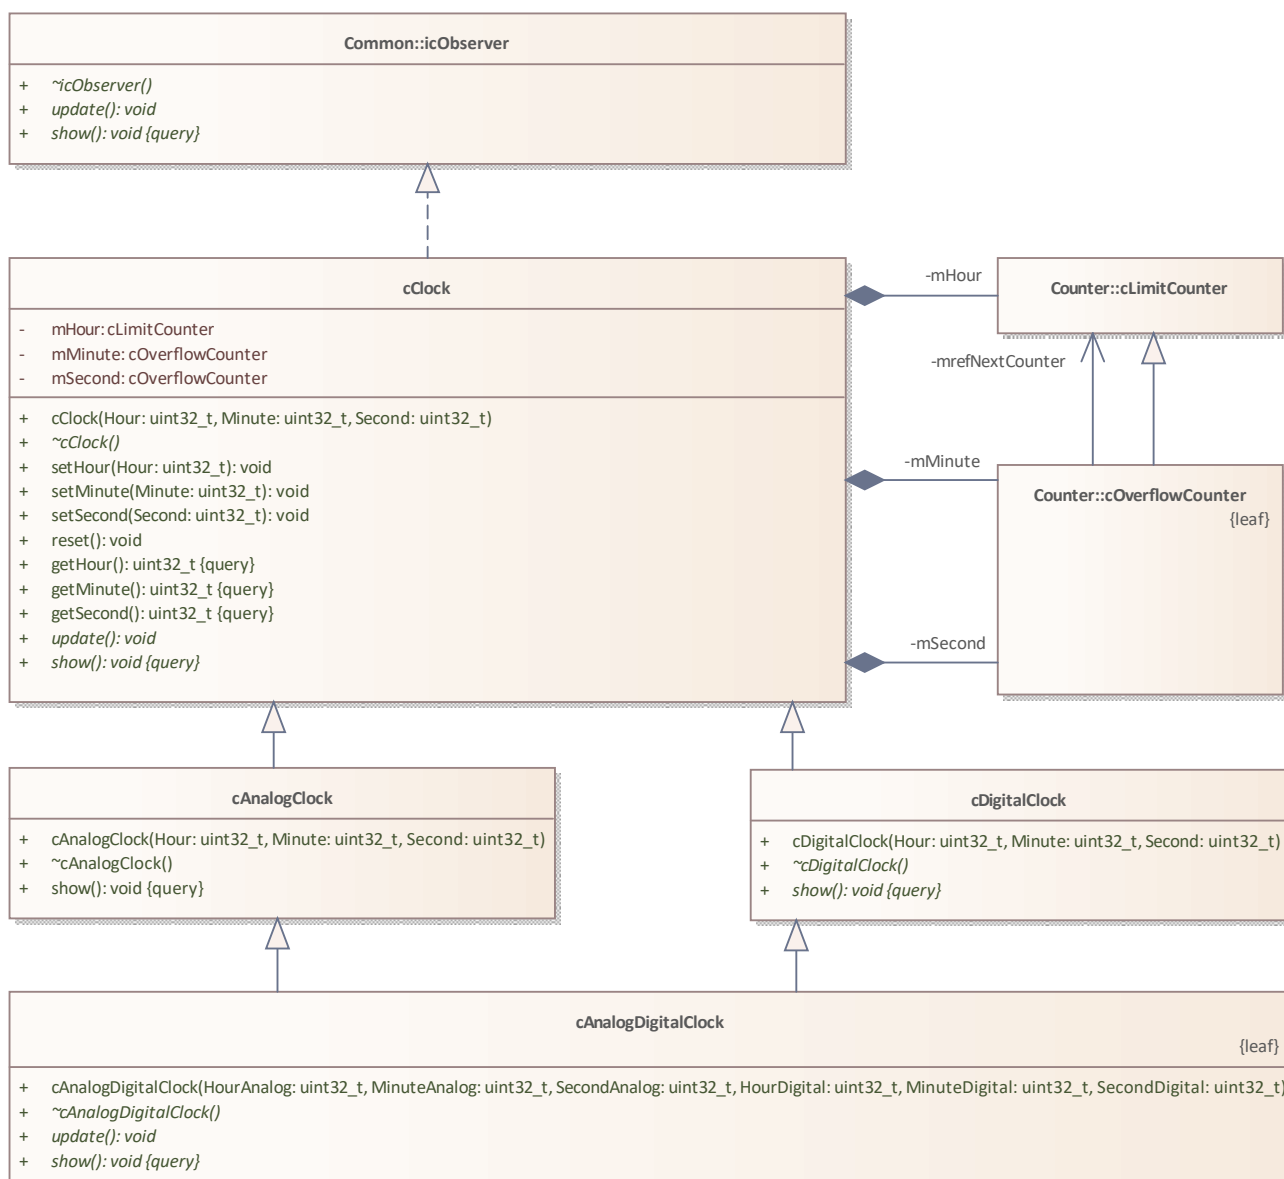 Common::icObserver
+ ~icObserver()
+ update(): void
+ show(): void {query}
cClock
- mHour: cLimitCounter
- mMinute: cOverflowCounter
- mSecond: cOverflowCounter
+ cClock(Hour: uint32_t, Minute: uint32_t, Second: uint32_t)
+ ~cClock()
+ setHour(Hour: uint32_t): void
+ setMinute(Minute: uint32_t): void
+ setSecond(Second: uint32_t): void
+ reset(): void
+ getHour(): uint32_t {query}
+ getMinute(): uint32_t {query}
+ getSecond(): uint32_t {query}
+ update(): void
+ show(): void {query}
-mHour
Counter::cLimitCounter
-mrefNextCounter
-mMinute
Counter::cOverflowCounter
{leaf}
-mSecond
cAnalogClock
+ cAnalogClock(Hour: uint32_t, Minute: uint32_t, Second: uint32_t)
+ ~cAnalogClock()
+ show(): void {query}
cDigitalClock
+ cDigitalClock(Hour: uint32_t, Minute: uint32_t, Second: uint32_t)
+ ~cDigitalClock()
+ show(): void {query}
cAnalogDigitalClock
{leaf}
+ cAnalogDigitalClock(HourAnalog: uint32_t, MinuteAnalog: uint32_t, SecondAnalog: uint32_t, HourDigital: uint32_t, MinuteDigital: uint32_t, SecondDigital: uint32_t)
+ ~cAnalogDigitalClock()
+ update(): void
+ show(): void {query}